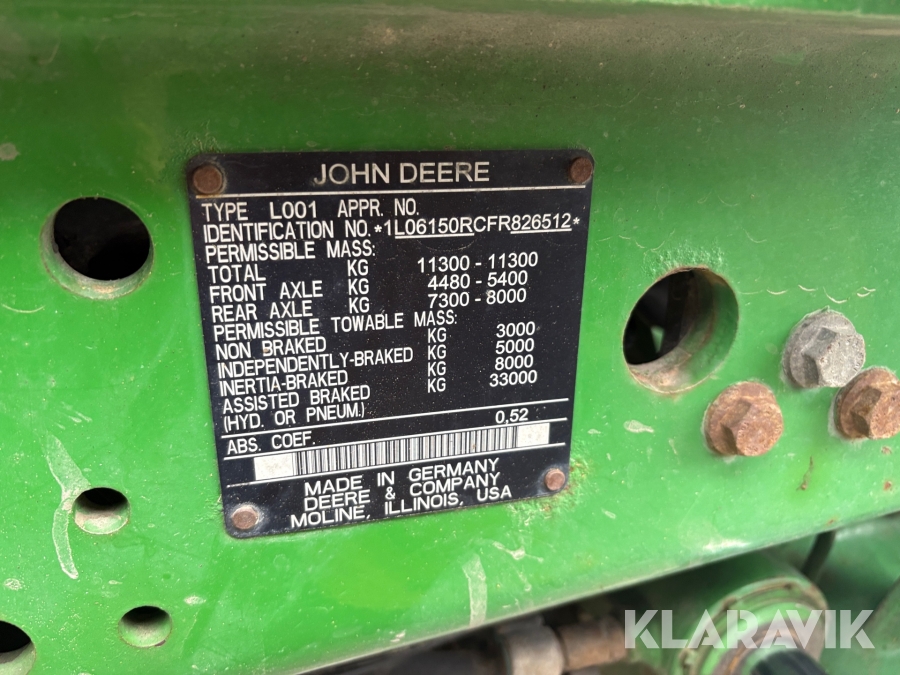 JOHN DEERE
TYPE L001 APPR. NO.
IDENTIFICATION NO. *1L06150RCFR826512*
PERMISSIBLE MASS:
TOTAL KG 11300 - 11300
FRONT AXLE KG 4480 - 5400
REAR AXLE KG 7300 - 8000
PERMISSIBLE TOWABLE MASS:
NON BRAKED KG 3000
INDEPENDENTLY-BRAKED KG 5000
INERTIA-BRAKED KG 8000
ASSISTED BRAKED KG 33000
(HYD. OR PNEUM.)
ABS. COEF. 0,52
MADE IN GERMANY
DEERE & COMPANY
MOLINE, ILLINOIS, USA
KLARAVIK